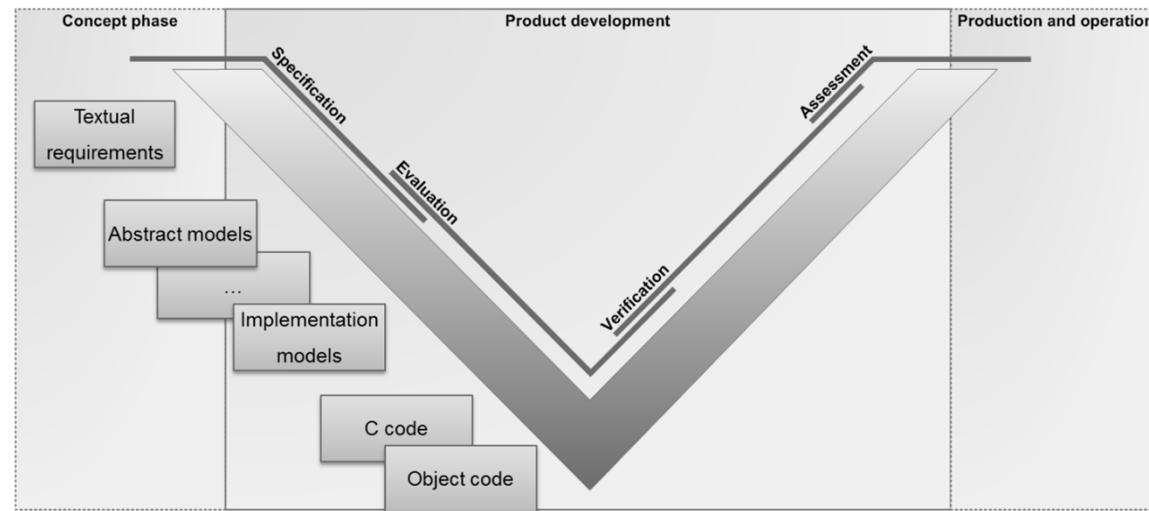 Concept phase
Product development
Production and operation
Specification
Evaluation
Verification
Assessment
Textual
requirements
Abstract models
...
Implementation
models
C code
Object code